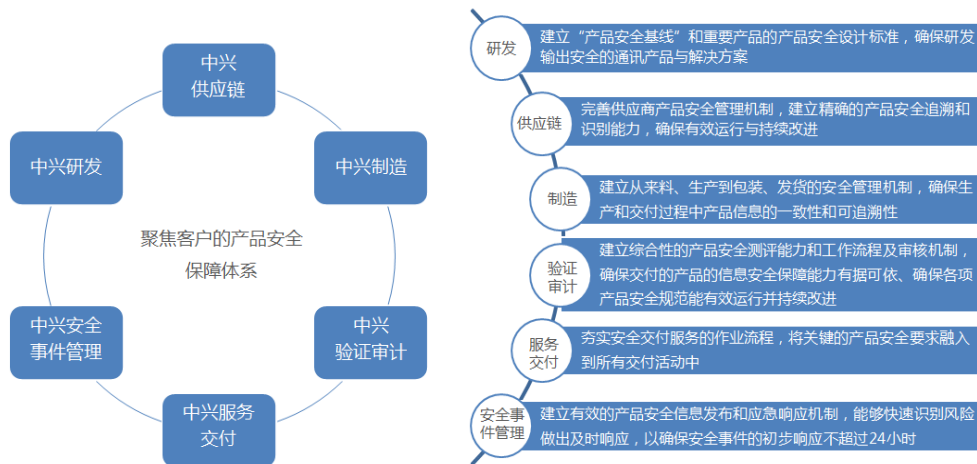 中兴
供应链
中兴研发
中兴制造
聚焦客户的产品安全
保障体系
中兴安全
事件管理
中兴
验证审计
中兴服务
交付
研发
建立“产品安全基线”和重要产品的产品安全设计标准，确保研发
输出安全的通讯产品与解决方案
供应链
完善供应商产品安全管理机制，建立精确的产品安全追溯和
识别能力，确保有效运行与持续改进
制造
建立从来料、生产到包装、发货的安全管理机制，确保生
产和交付过程中产品信息的一致性和可追溯性
验证
审计
建立综合性的产品安全测评能力和工作流程及审核机制，
确保交付的产品的信息安全保障能力有据可依、确保各项
产品安全规范能有效运行并持续改进
服务
交付
夯实安全交付服务的作业流程，将关键的产品安全要求融入
到所有交付活动中
安全事
件管理
建立有效的产品安全信息发布和应急响应机制，能够快速识别风险
做出及时响应，以确保安全事件的初步响应不超过24小时